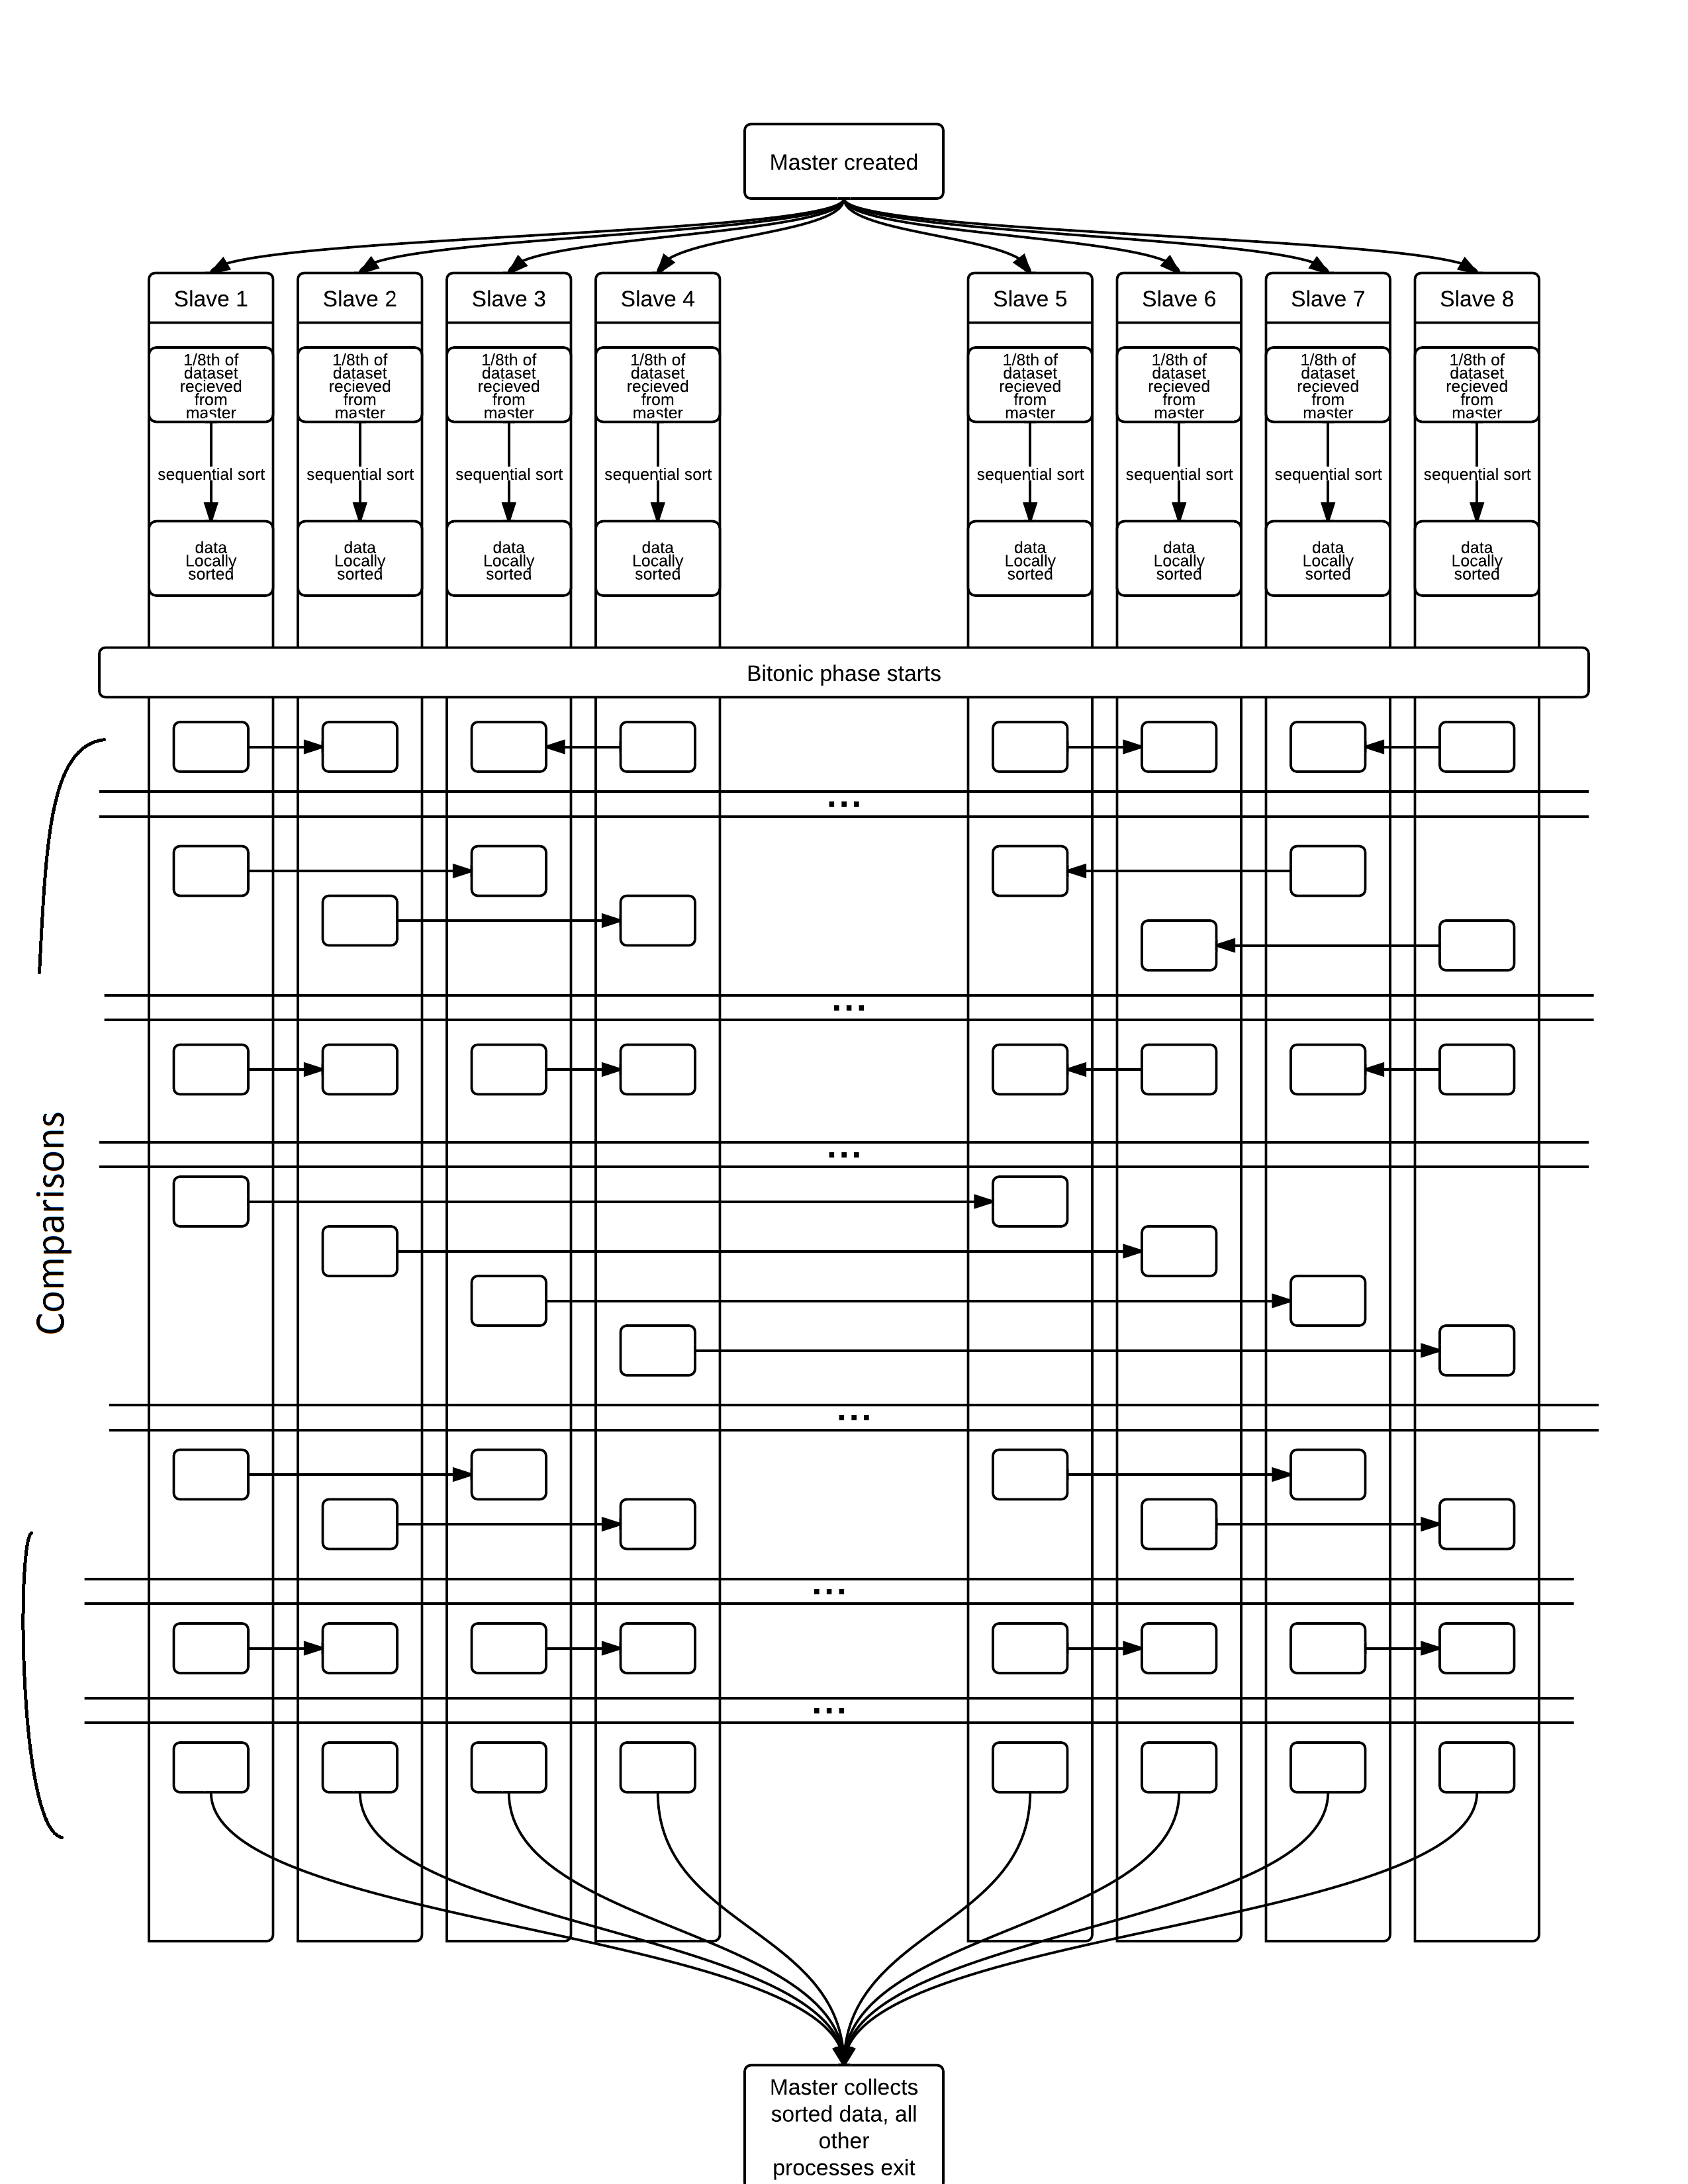 Master created
Slave 1
Slave 2
Slave 3
Slave 4
Slave 5
Slave 6
Slave 7
Slave 8
1/8th of
dataset
recieved
from
master
1/8th of
dataset
recieved
from
master
1/8th of
dataset
recieved
from
master
1/8th of
dataset
recieved
from
master
1/8th of
dataset
recieved
from
master
1/8th of
dataset
recieved
from
master
1/8th of
dataset
recieved
from
master
1/8th of
dataset
recieved
from
master
sequential sort
sequential sort
sequential sort
sequential sort
sequential sort
sequential sort
sequential sort
sequential sort
data
Locally
sorted
data
Locally
sorted
data
Locally
sorted
data
Locally
sorted
data
Locally
sorted
data
Locally
sorted
data
Locally
sorted
data
Locally
sorted
Bitonic phase starts
...
...
...
Comparisons
...
...
...
Master collects
sorted data, all
other
processes exit